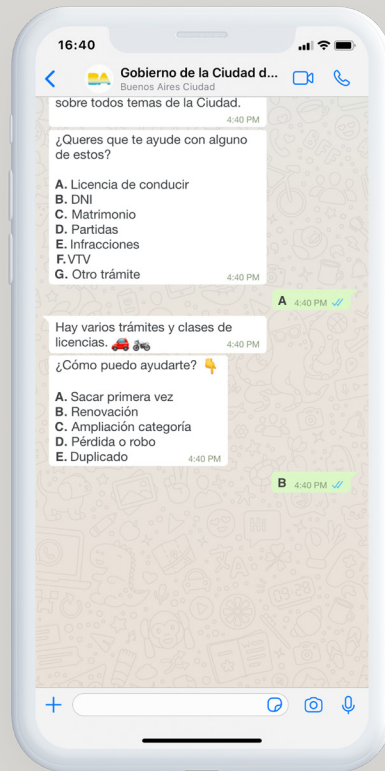 16:40
Gobierno de la Ciudad d...
BA
Buenos Aires Ciudad
sobre todos temas de la Ciudad.
4:40 PM
¿Queres que te ayude con alguno
de estos?
A. Licencia de conducir
B. DNI
C. Matrimonio
D. Partidas
E. Infracciones
F. VTV
G. Otro trámite
4:40 PM
A 4:40 PM
Hay varios trámites y clases de
licencias. 🚗 🏍️
4:40 PM
¿Cómo puedo ayudarte? 👇
A. Sacar primera vez
B. Renovación
C. Ampliación categoría
D. Pérdida o robo
E. Duplicado
4:40 PM
B 4:40 PM